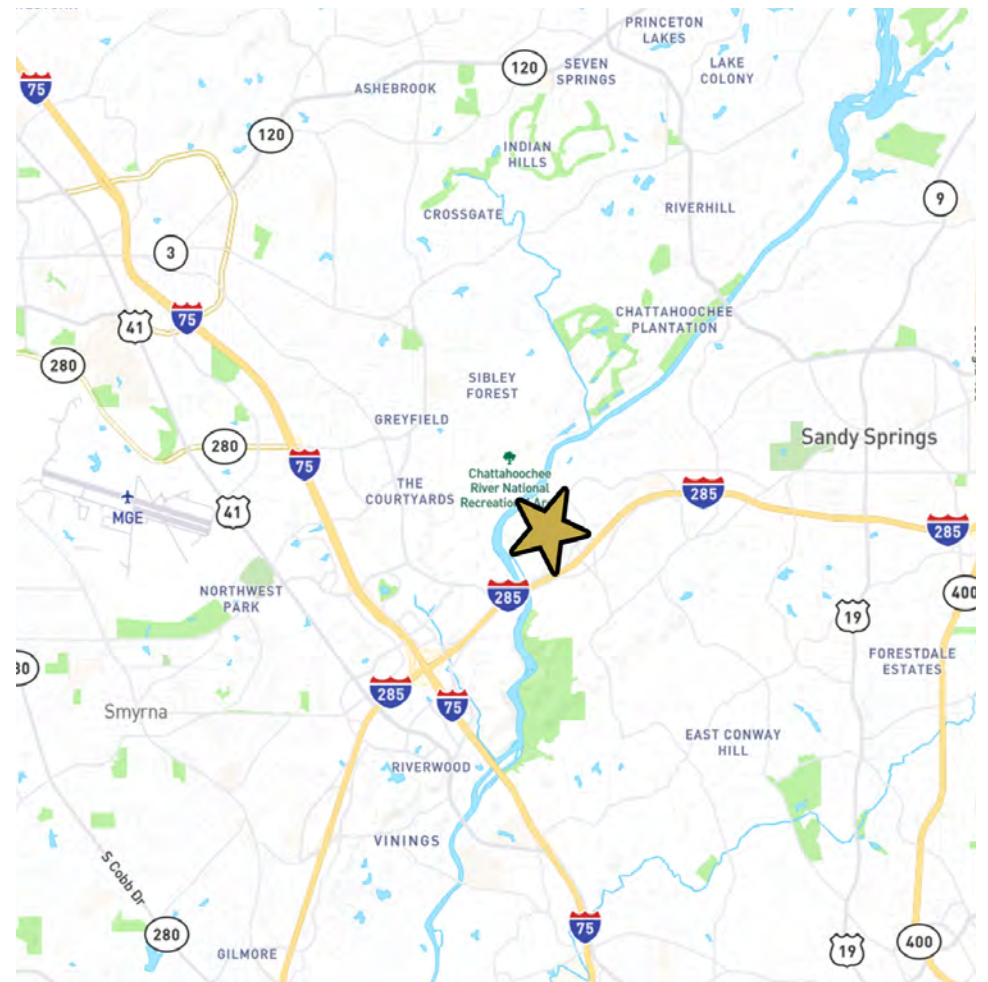 PRINCETON
LAKES
120
SEVEN
SPRINGS
LAKE
COLONY
75
ASHEBROOK
120
INDIAN
HILLS
9
CROSSGATE
RIVERHILL
3
75
41
CHATTAHOOCHEE
PLANTATION
280
SIBLEY
FOREST
GREYFIELD
280
Sandy Springs
75
Chattahoochee
River National
Recreation
THE
COURTYARDS
285
MGE
41
285
NORTHWEST
PARK
285
400
19
FORESTDALE
ESTATES
285
75
Smyrna
EAST CONWAY
HILL
RIVERWOOD
VININGS
S Cobb Dr
280
75
GILMORE
19
400